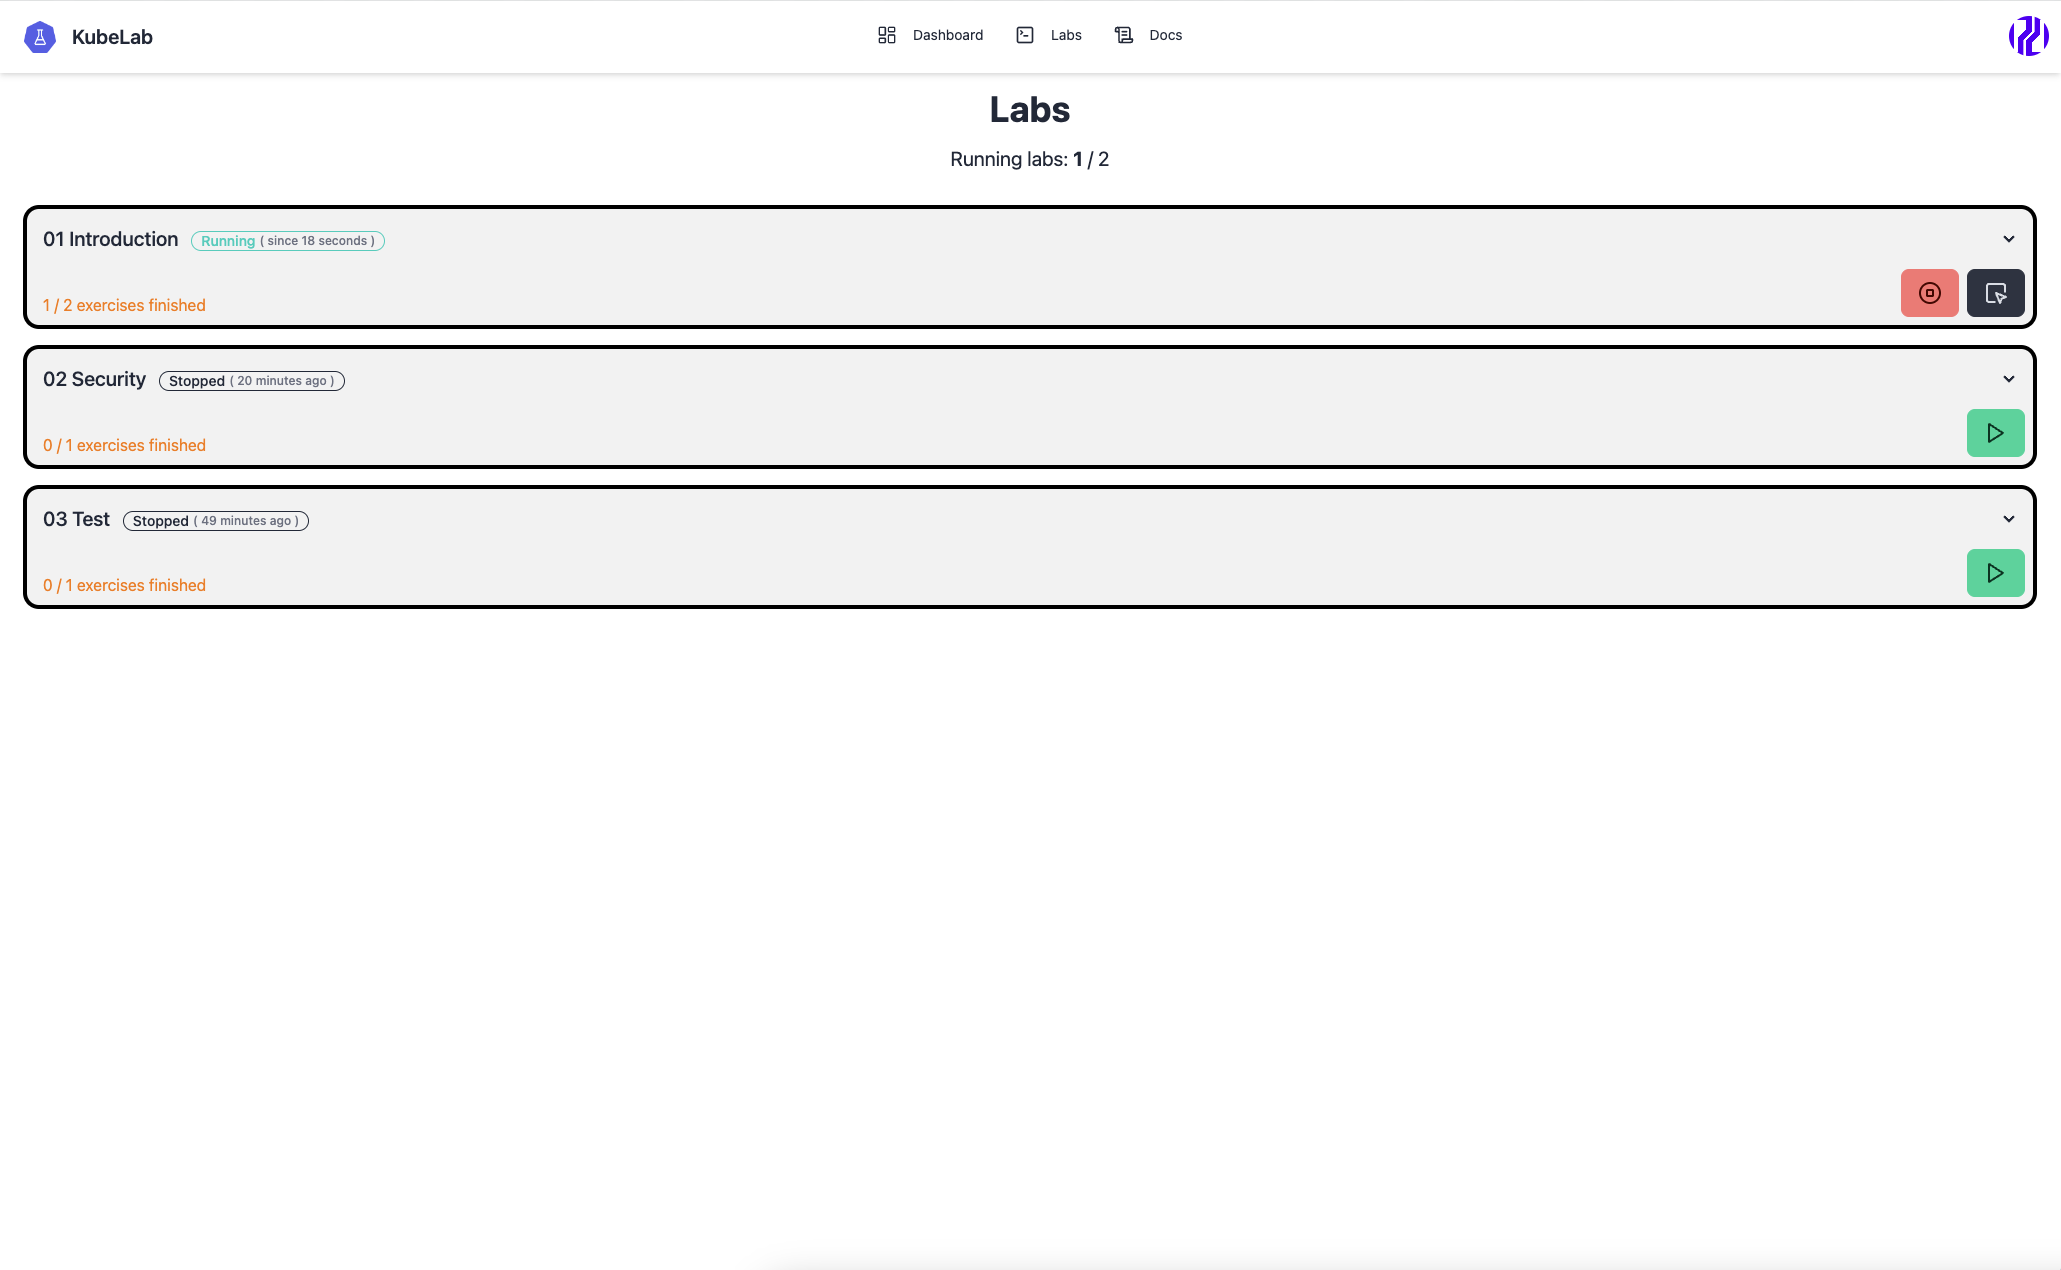 KubeLab
Dashboard
Labs
Docs
Labs
Running labs: 1 / 2
01 Introduction
Running ( since 18 seconds )
1 / 2 exercises finished
02 Security
Stopped ( 20 minutes ago )
0 / 1 exercises finished
03 Test
Stopped ( 49 minutes ago )
0 / 1 exercises finished